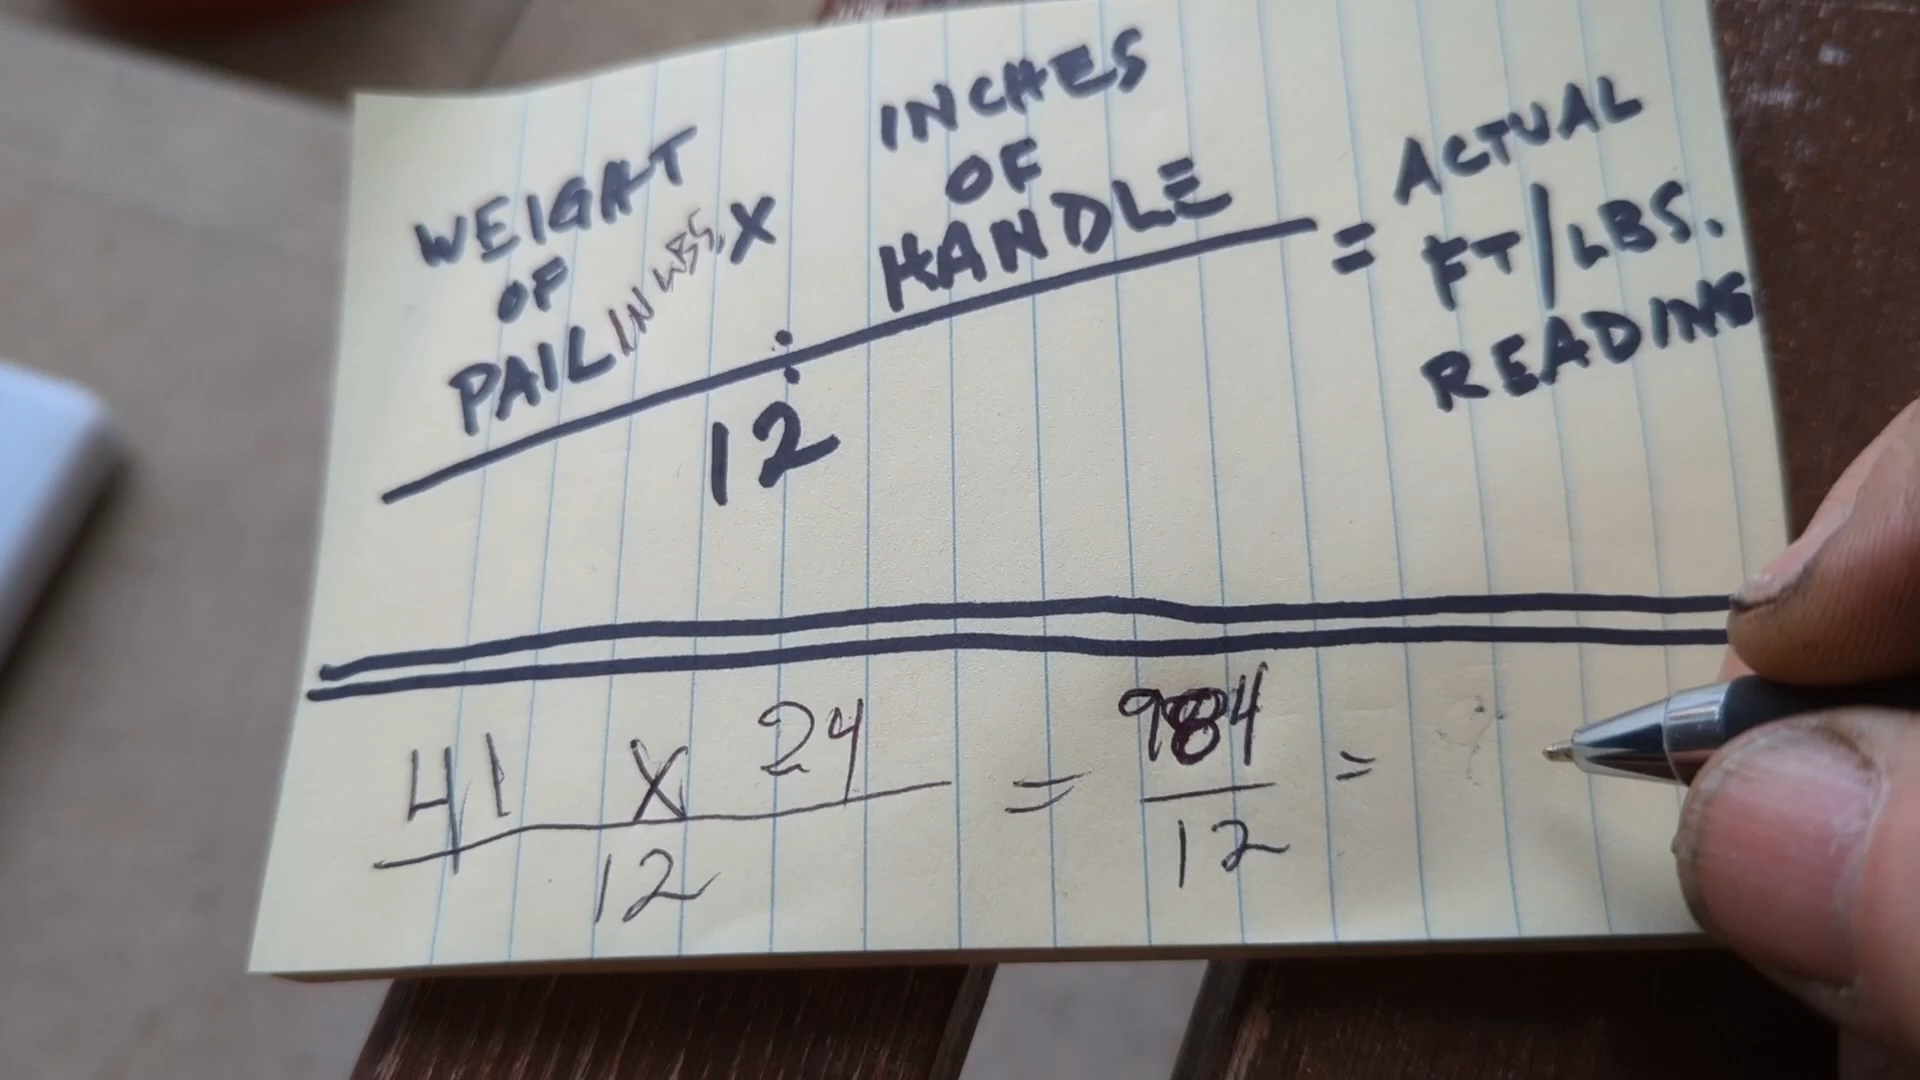 WEIGHT
OF
PAIL IN LBS. X
INCHES
OF
HANDLE
÷
12
= ACTUAL
FT/LBS.
READING
41 X 24 = 984 =
12 12